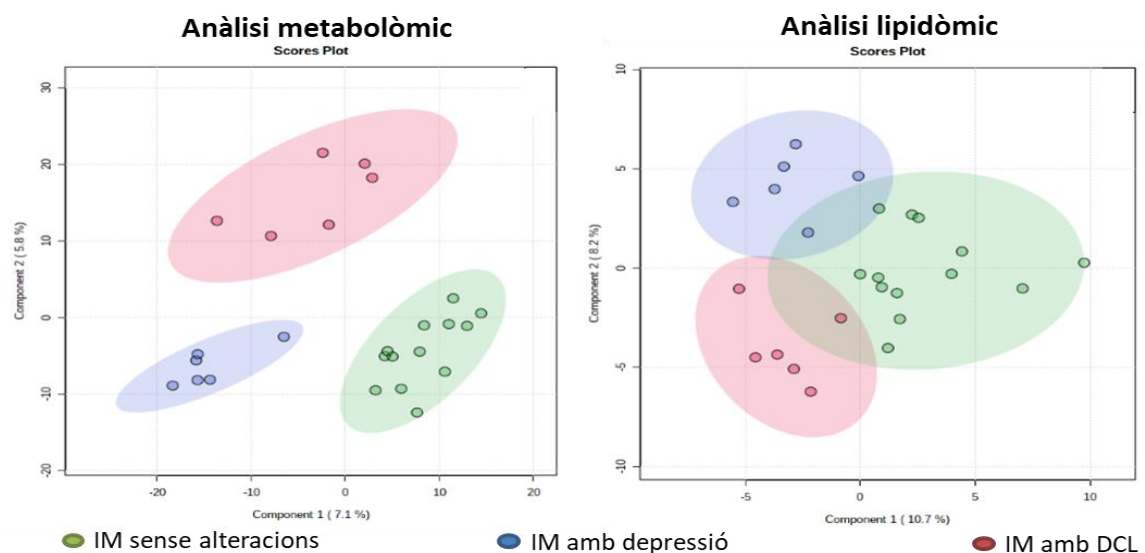 Anàlisi metabolòmic
Scores Plot
Component 2 ( 5.8 %)
30
20
10
0
-10
-20
-20
-10
0
10
20
Component 1 ( 7.1 %)
Anàlisi lipidòmic
Scores Plot
Component 2 ( 8.2 %)
10
5
0
-5
-10
-5
0
5
10
Component 1 ( 10.7 %)
IM sense alteracions
IM amb depressió
IM amb DCL